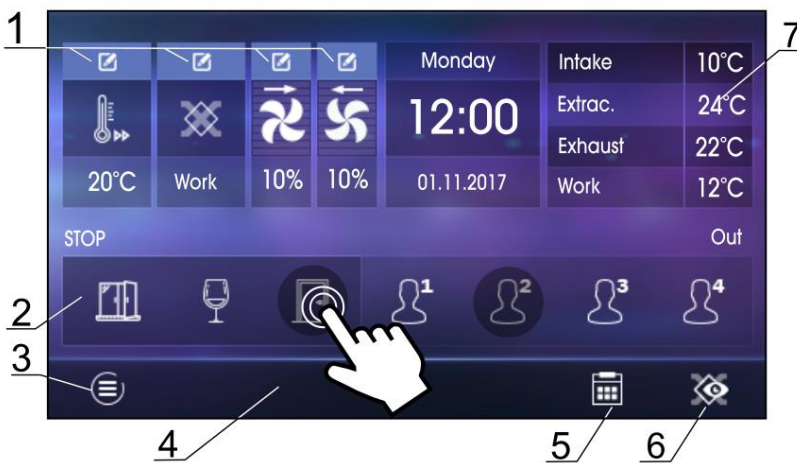 1
7
Monday
Intake 10°C
12:00
Extrac. 24°C
Exhaust 22°C
20°C Work 10% 10% 01.11.2017 Work 12°C
STOP Out
2
1 2 3 4
3
4
5
6